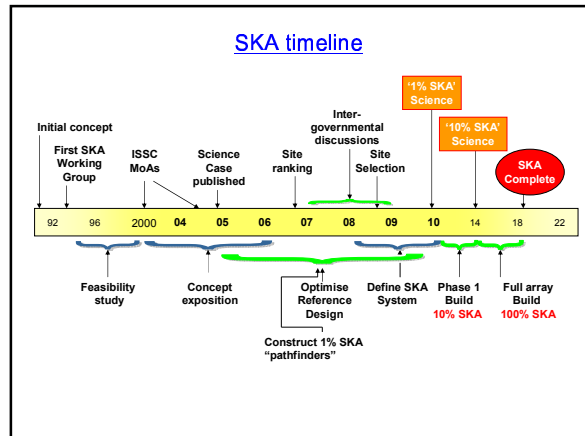 SKA timeline
'1% SKA'
Science
'10% SKA'
Science
SKA
Complete
Inter-
governmental
discussions
Initial concept
First SKA
Working
Group
ISSC
MoAs
Science
Case
published
Site
ranking
Site
Selection
92 96 2000 04 05 06 07 08 09 10 14 18 22
Feasibility
study
Concept
exposition
Optimise
Reference
Design
Define SKA
System
Phase 1
Build
10% SKA
Full array
Build
100% SKA
Construct 1% SKA
"pathfinders"